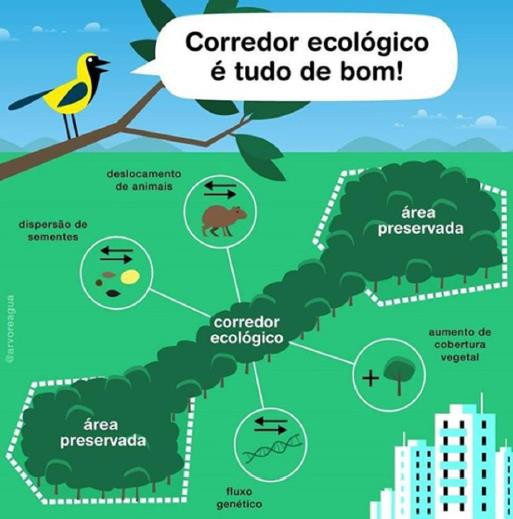 Corredor ecológico
é tudo de bom!
deslocamento
de animais
dispersão de
sementes
área
preservada
corredor
ecológico
aumento de
cobertura
vegetal
+
área
preservada
fluxo
genético
@arvoreagua